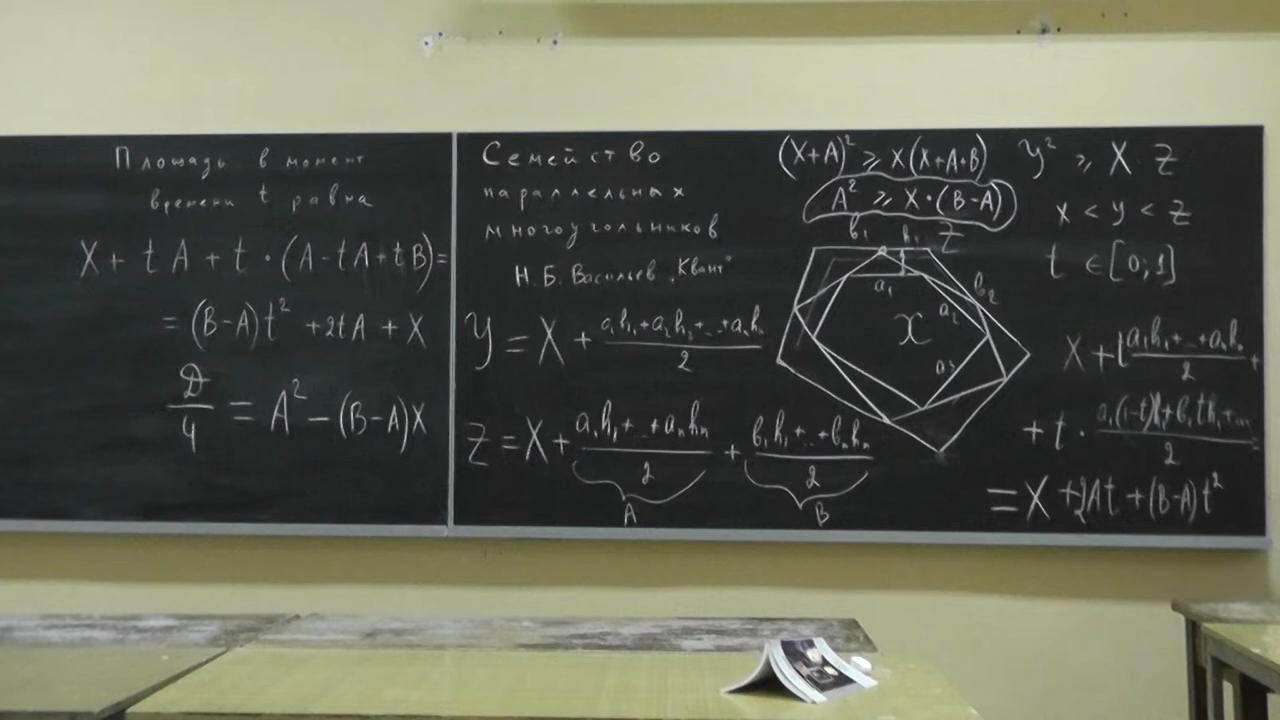 Площадь в момент
времени t равна
X + tA + t·(A-tA+tB)=
= (B-A)t² + 2tA + X
D/4 = A² - (B-A)X
Семейство
параллельных
многоугольников
Н.Б. Васильев „Квант"
y = X + (a₁h₁+a₂h₂+...+aₙhₙ)/2
z = X + (a₁h₁+...+aₙhₙ)/2 + (b₁h₁+...+bₙhₙ)/2
A B
(X+A)² ≥ X(X+A+B)
A² ≥ X·(B-A)
b₁ h₁ z
a₁ b₂
x a₂
a₃
y² ≥ X·Z
x < y < z
t ∈ [0;1]
X + t (a₁h₁+...+aₙhₙ)/2 +
+ t · (a₁(1-t)h₁+b₁th₁+...)/2 =
= X + 2At + (B-A)t²